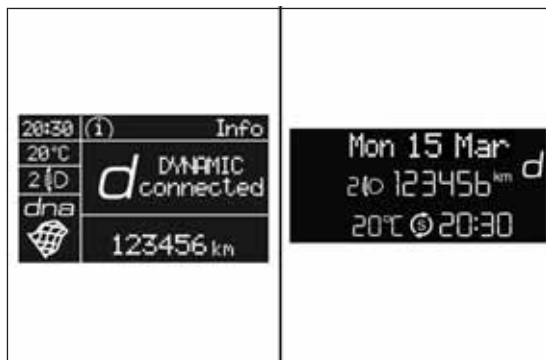 20:30 i Info
20°C
2
dna
d DYNAMIC
connected
123456 km
Mon 15 Mar
d
2 123456 km
20°C S 20:30